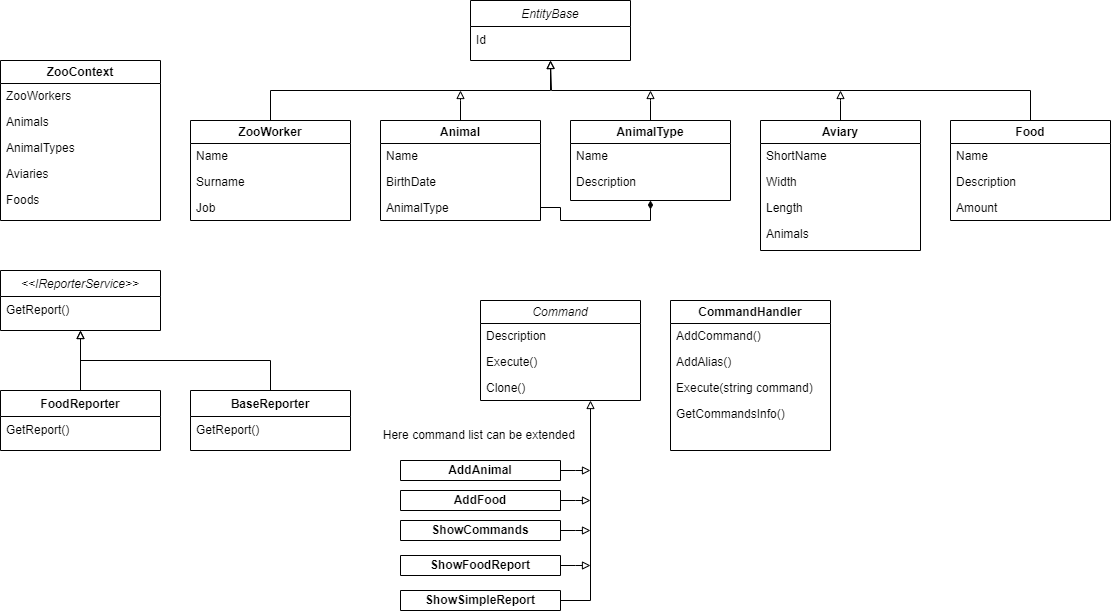 EntityBase
Id
ZooContext
ZooWorkers
Animals
AnimalTypes
Aviaries
Foods
ZooWorker
Name
Surname
Job
Animal
Name
BirthDate
AnimalType
AnimalType
Name
Description
Aviary
ShortName
Width
Length
Animals
Food
Name
Description
Amount
<<IReporterService>>
GetReport()
FoodReporter
GetReport()
BaseReporter
GetReport()
Command
Description
Execute()
Clone()
CommandHandler
AddCommand()
AddAlias()
Execute(string command)
GetCommandsInfo()
Here command list can be extended
AddAnimal
AddFood
ShowCommands
ShowFoodReport
ShowSimpleReport